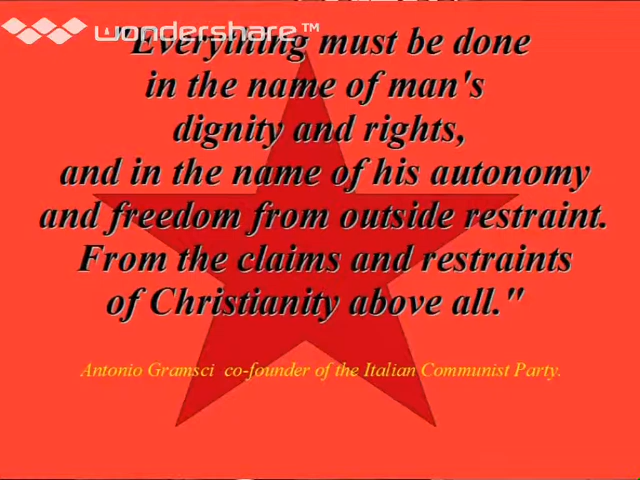 wondershare™
"Everything must be done
in the name of man's
dignity and rights,
and in the name of his autonomy
and freedom from outside restraint.
From the claims and restraints
of Christianity above all."
Antonio Gramsci co-founder of the Italian Communist Party.